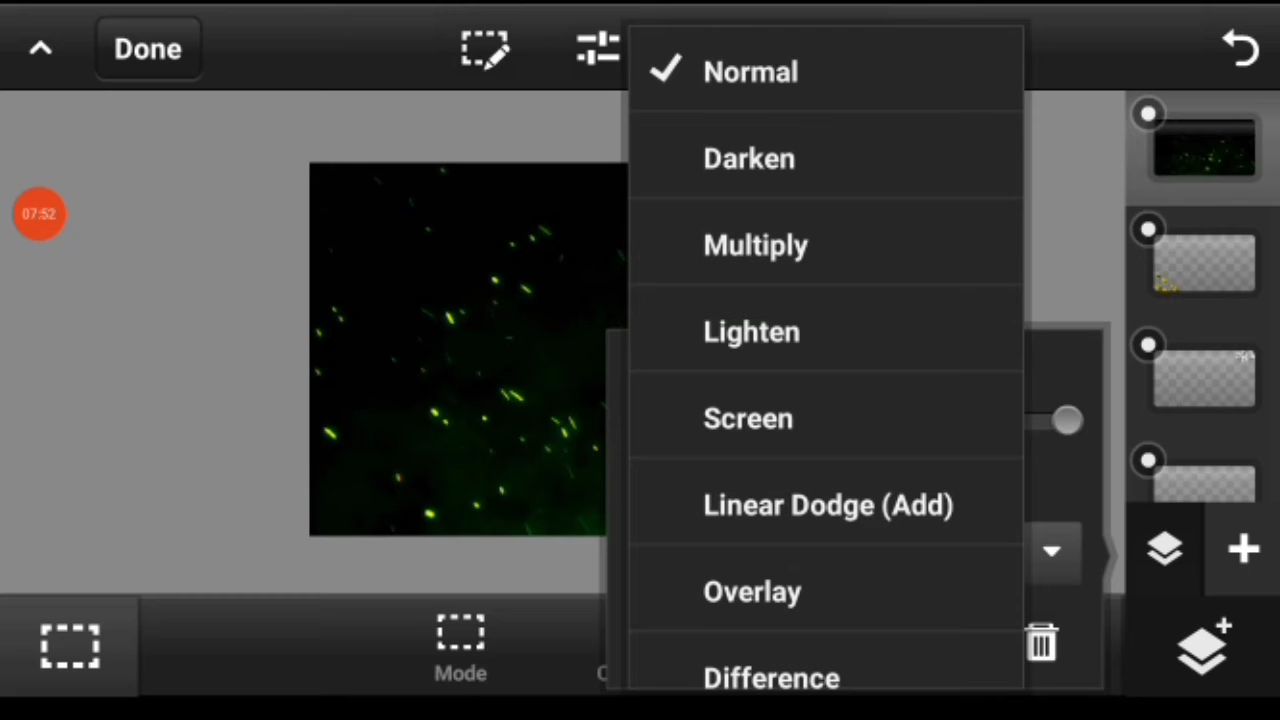 Done
Normal
Darken
07:52
Multiply
Lighten
Screen
Linear Dodge (Add)
Overlay
Difference
Mode